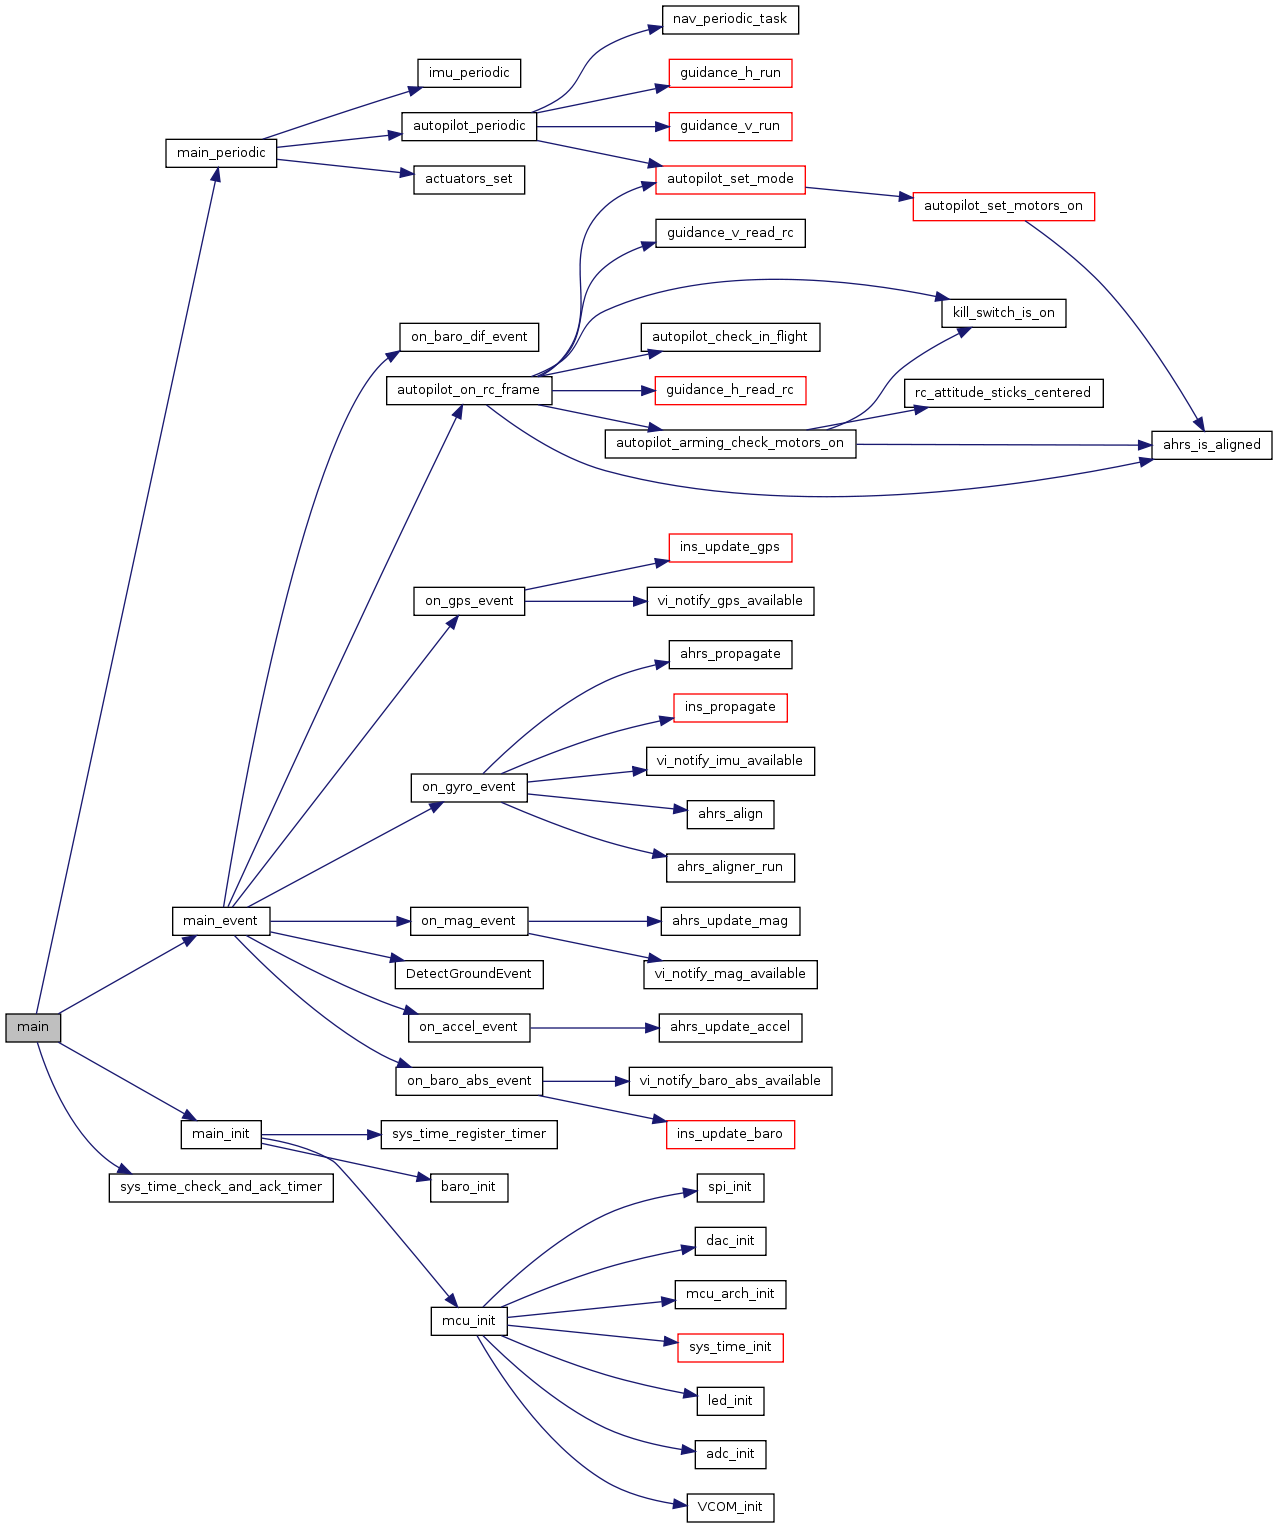 nav_periodic_task
imu_periodic
guidance_h_run
autopilot_periodic
guidance_v_run
main_periodic
actuators_set
autopilot_set_mode
autopilot_set_motors_on
guidance_v_read_rc
kill_switch_is_on
on_baro_dif_event
autopilot_check_in_flight
autopilot_on_rc_frame
guidance_h_read_rc
rc_attitude_sticks_centered
autopilot_arming_check_motors_on
ahrs_is_aligned
ins_update_gps
on_gps_event
vi_notify_gps_available
ahrs_propagate
ins_propagate
vi_notify_imu_available
on_gyro_event
ahrs_align
ahrs_aligner_run
main_event
on_mag_event
ahrs_update_mag
DetectGroundEvent
vi_notify_mag_available
main
on_accel_event
ahrs_update_accel
on_baro_abs_event
vi_notify_baro_abs_available
main_init
sys_time_register_timer
ins_update_baro
sys_time_check_and_ack_timer
baro_init
spi_init
dac_init
mcu_arch_init
mcu_init
sys_time_init
led_init
adc_init
VCOM_init